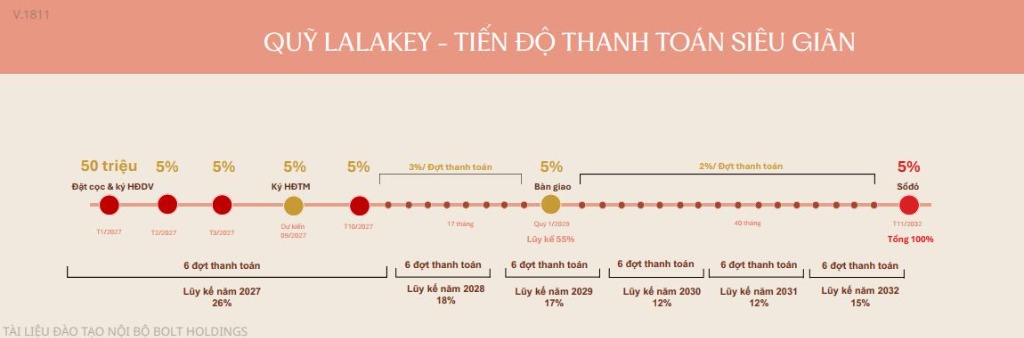 V.1811
QUỸ LALAKEY - TIẾN ĐỘ THANH TOÁN SIÊU GIÃN
50 triệu 5% 5% 5% 5% 3%/ Đợt thanh toán 5% 2%/ Đợt thanh toán 5%
Đặt cọc & ký HĐDV Ký HĐTM Bàn giao Sổ đỏ
T1/2027 T2/2027 T3/2027 Dự kiến T10/2027 17 tháng Quý 1/2029 40 tháng T11/2032
09/2027
Lũy kế 55% Tổng 100%
6 đợt thanh toán 6 đợt thanh toán 6 đợt thanh toán 6 đợt thanh toán 6 đợt thanh toán 6 đợt thanh toán
Lũy kế năm 2027 Lũy kế năm 2028 Lũy kế năm 2029 Lũy kế năm 2030 Lũy kế năm 2031 Lũy kế năm 2032
26% 18% 17% 12% 12% 15%
TÀI LIỆU ĐÀO TẠO NỘI BỘ BOLT HOLDINGS